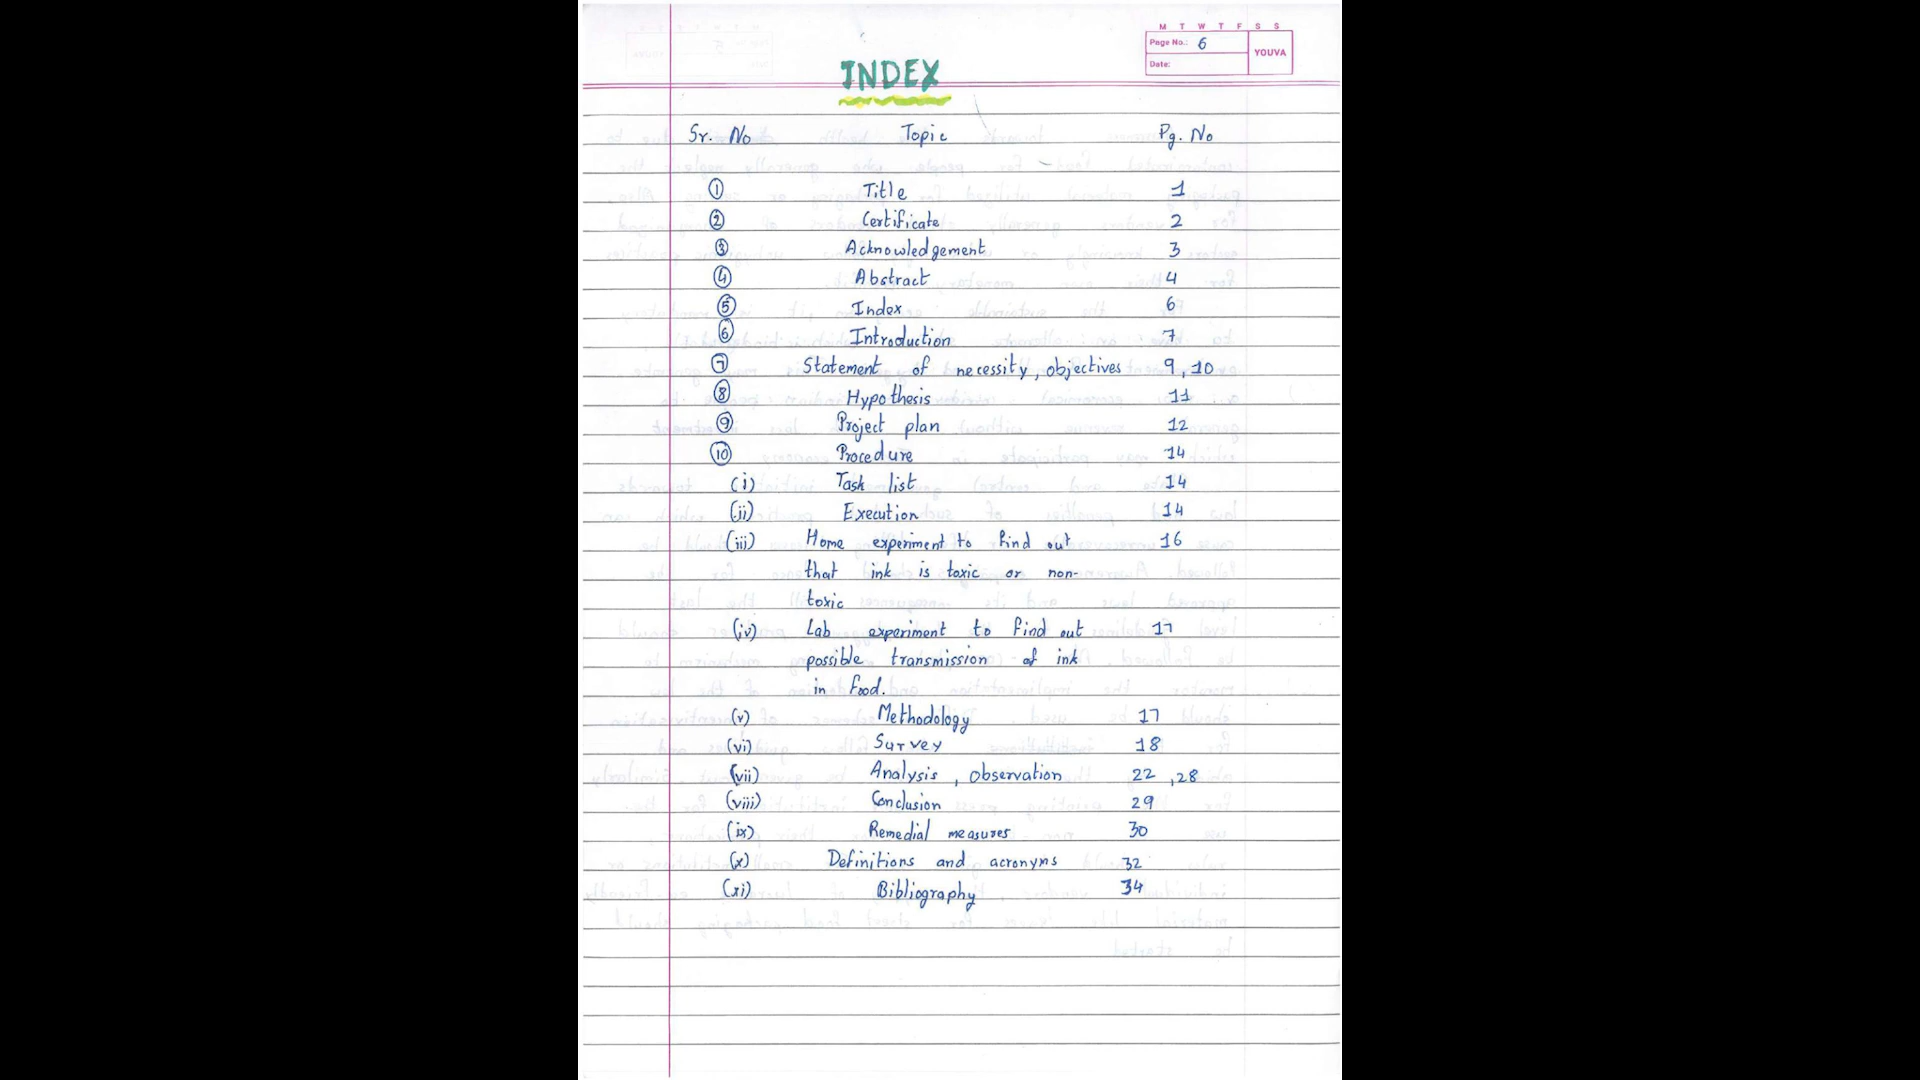 M T W T F S S
Page No.: 6
YOUVA
Date:
INDEX
Sr. No Topic Pg. No
① Title 1
② Certificate 2
③ Acknowledgement 3
④ Abstract 4
⑤ Index 6
⑥ Introduction 7
⑦ Statement of necessity, objectives 9, 10
⑧ Hypothesis 11
⑨ Project plan 12
⑩ Procedure 14
(i) Task list 14
(ii) Execution 14
(iii) Home experiment to find out 16
that ink is toxic or non-
toxic
(iv) Lab experiment to find out 17
possible transmission of ink
in food.
(v) Methodology 17
(vi) Survey 18
(vii) Analysis, Observation 22, 28
(viii) Conclusion 29
(ix) Remedial measures 30
(x) Definitions and acronyms 32
(xi) Bibliography 34